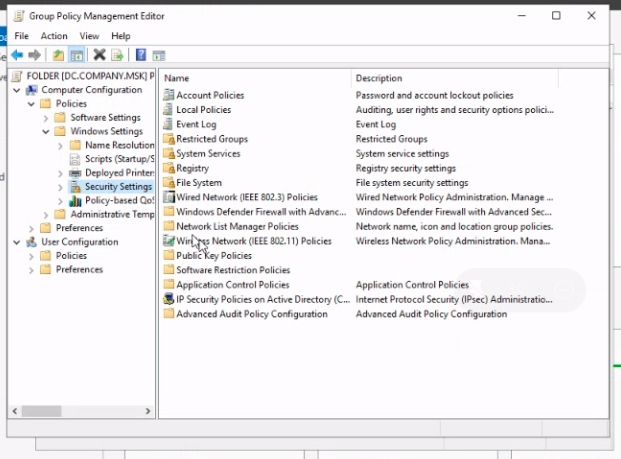 Group Policy Management Editor
File Action View Help
FOLDER [DC.COMPANY.MSK] P
Computer Configuration
Policies
Software Settings
Windows Settings
Name Resolution
Scripts (Startup/S
Deployed Printer
Security Settings
Policy-based QoS
Administrative Temp
Preferences
User Configuration
Policies
Preferences
Name Description
Account Policies Password and account lockout policies
Local Policies Auditing, user rights and security options polici...
Event Log Event Log
Restricted Groups Restricted Groups
System Services System service settings
Registry Registry security settings
File System File system security settings
Wired Network (IEEE 802.3) Policies Wired Network Policy Administration. Manage ...
Windows Defender Firewall with Advanc... Windows Defender Firewall with Advanced Sec...
Network List Manager Policies Network name, icon and location group policies.
Wireless Network (IEEE 802.11) Policies Wireless Network Policy Administration. Mana...
Public Key Policies
Software Restriction Policies
Application Control Policies Application Control Policies
IP Security Policies on Active Directory (C... Internet Protocol Security (IPsec) Administratio...
Advanced Audit Policy Configuration Advanced Audit Policy Configuration